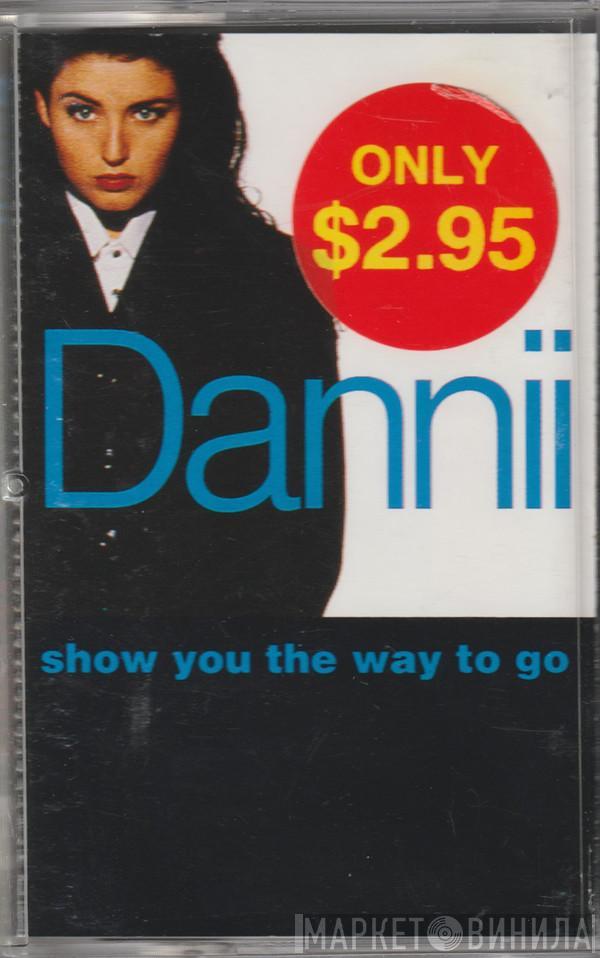 ONLY
$2.95
Dannii
show you the way to go
МАРКЕТ ВИНИЛА